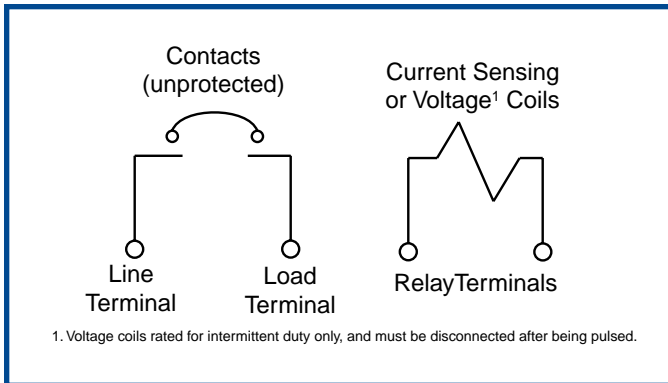 Contacts
(unprotected)
Current Sensing
or Voltage¹ Coils
Line
Terminal
Load
Terminal
RelayTerminals
1. Voltage coils rated for intermittent duty only, and must be disconnected after being pulsed.